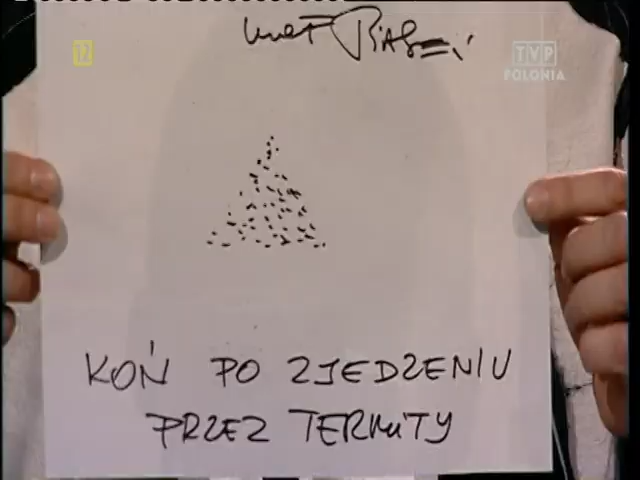 12
TVP
POLONIA
KOŃ PO ZJEDZENIU
PRZEZ TERMITY